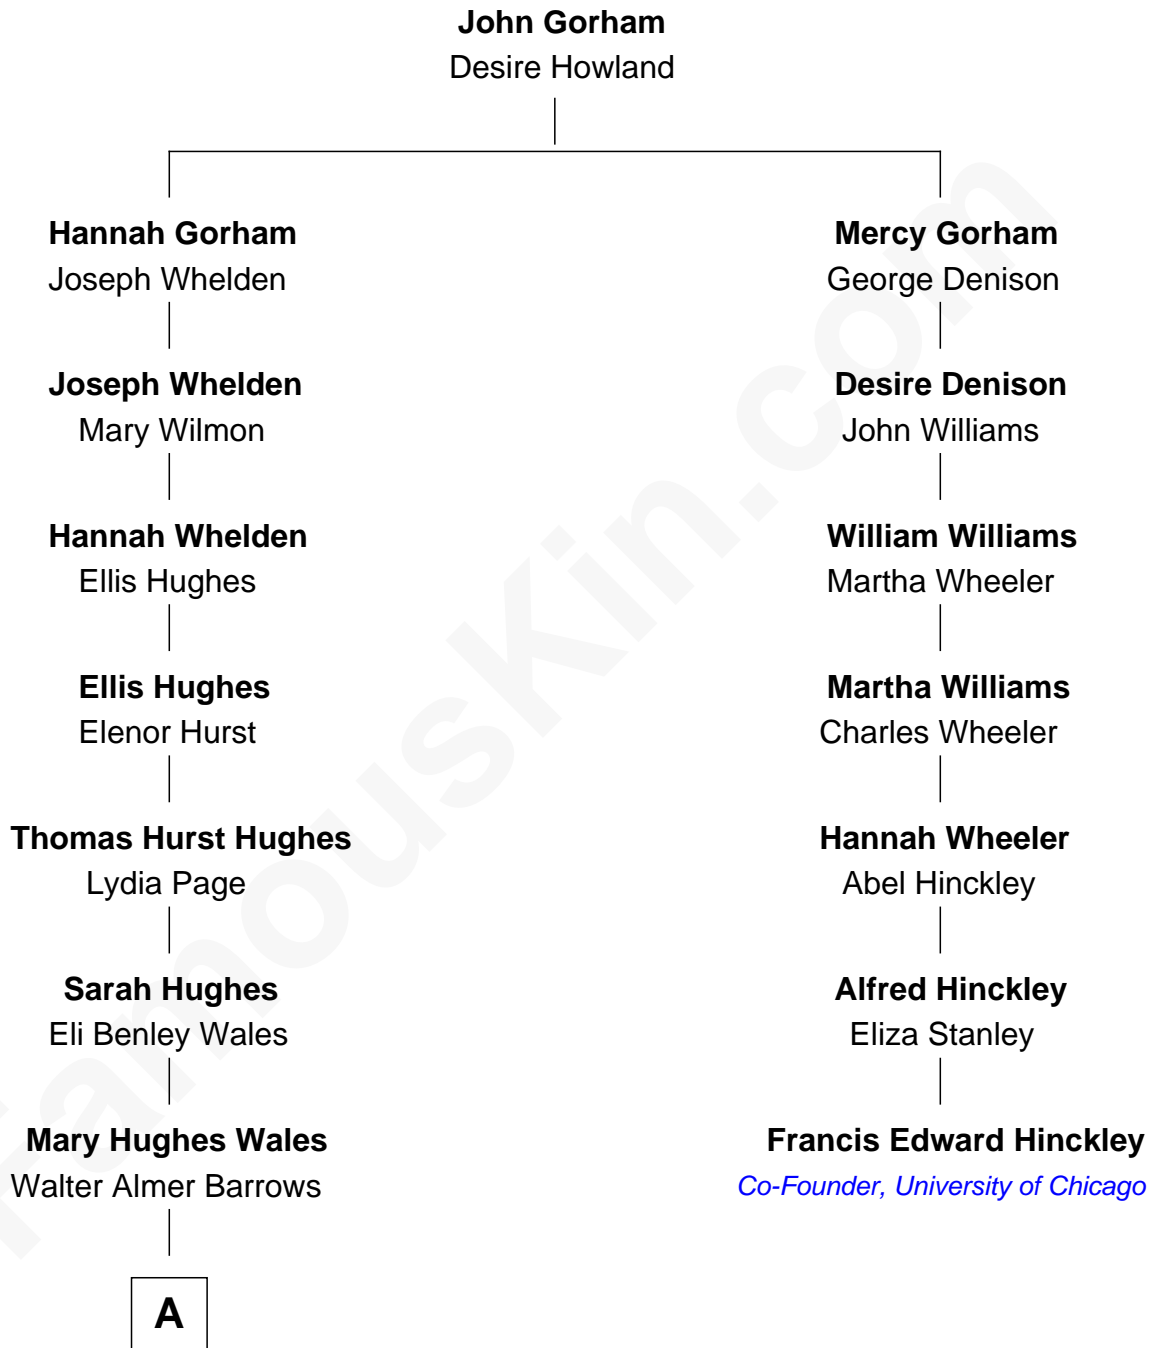 John Gorham
Desire Howland
Hannah Gorham
Joseph Whelden
Joseph Whelden
Mary Wilmon
Hannah Whelden
Ellis Hughes
Ellis Hughes
Elenor Hurst
Thomas Hurst Hughes
Lydia Page
Sarah Hughes
Eli Benley Wales
Mary Hughes Wales
Walter Almer Barrows
A
Mercy Gorham
George Denison
Desire Denison
John Williams
William Williams
Martha Wheeler
Martha Williams
Charles Wheeler
Hannah Wheeler
Abel Hinckley
Alfred Hinckley
Eliza Stanley
Francis Edward Hinckley
Co-Founder, University of Chicago
FamousKin.com